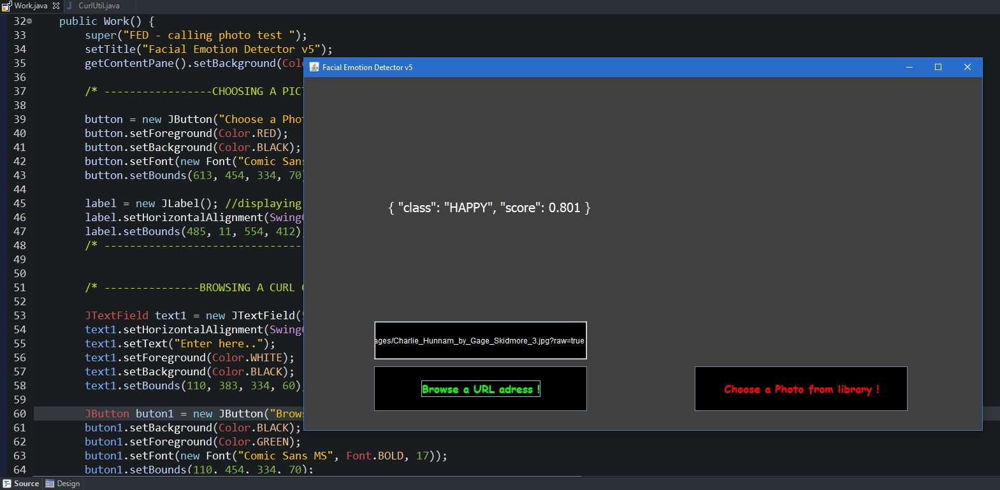 Work.java
CurlUtil.java
32 public Work() {
33 super("FED - calling photo test ");
34 setTitle("Facial Emotion Detector v5");
35 getContentPane().setBackground(Col
36
37 /* -----------------CHOOSING A PIC
38
39 button = new JButton("Choose a Pho
40 button.setForeground(Color.RED);
41 button.setBackground(Color.BLACK);
42 button.setFont(new Font("Comic Sans
43 button.setBounds(613, 454, 334, 70
44
45 label = new JLabel(); //displaying
46 label.setHorizontalAlignment(Swing
47 label.setBounds(485, 11, 554, 412)
48 /* -------------------------------
49
50
51 /* ---------------BROWSING A CURL
52
53 JTextField text1 = new JTextField(
54 text1.setHorizontalAlignment(Swing
55 text1.setText("Enter here..");
56 text1.setForeground(Color.WHITE);
57 text1.setBackground(Color.BLACK);
58 text1.setBounds(110, 383, 334, 60)
59
60 JButton buton1 = new JButton("Brows
61 buton1.setBackground(Color.BLACK);
62 buton1.setForeground(Color.GREEN);
63 buton1.setFont(new Font("Comic Sans MS", Font.BOLD, 17));
64 buton1.setBounds(110, 454, 334, 70);
Facial Emotion Detector v5
{ "class": "HAPPY", "score": 0.801 }
ages/Charlie_Hunnam_by_Gage_Skidmore_3.jpg?raw=true
Browse a URL adress !
Choose a Photo from library !
Source
Design